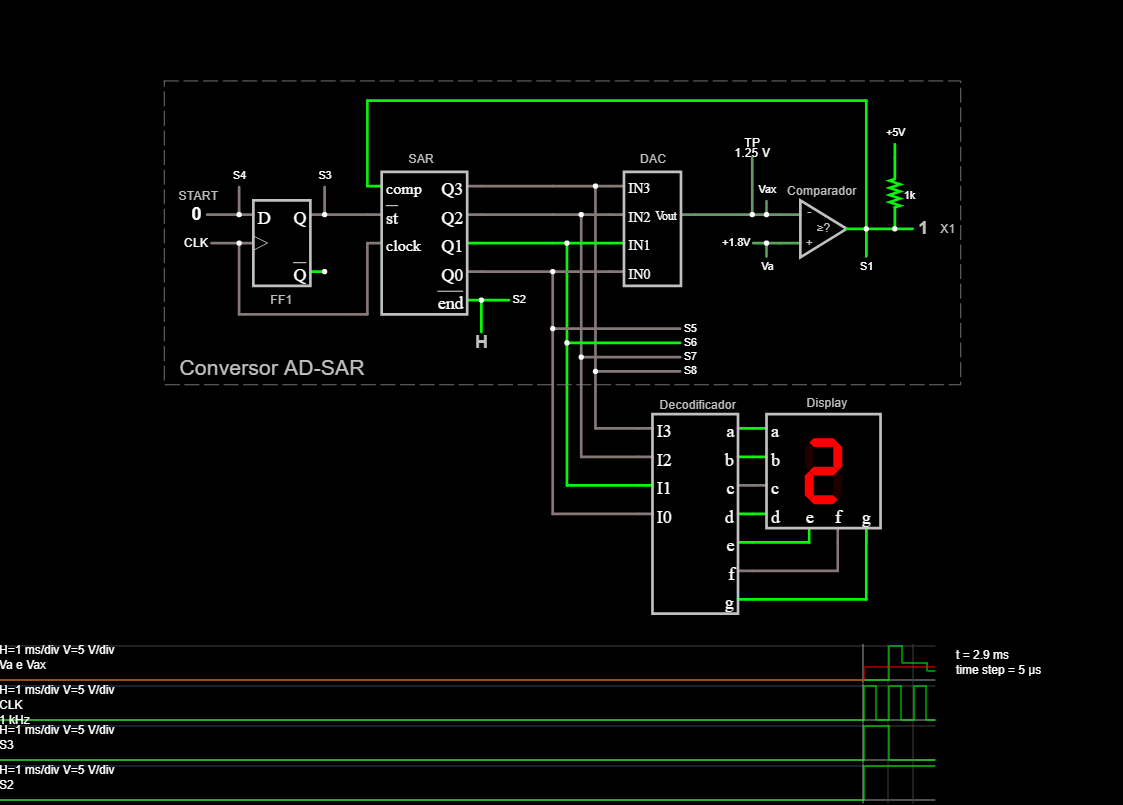 +5V
TP
1.25 V
SAR
DAC
S4
S3
Vax
Comparador
comp
Q3
IN3
1k
START
0
D
Q
st
Q2
IN2
Vout
-
≥?
1
X1
CLK
clock
Q1
IN1
+1.8V
+
Va
S1
Q
Q0
IN0
FF1
end
S2
H
S5
S6
S7
S8
Conversor AD-SAR
Decodificador
Display
I3
a
a
2
I2
b
b
I1
c
c
I0
d
d
e
f
g
e
f
g
H=1 ms/div V=5 V/div
Va e Vax
t = 2.9 ms
time step = 5 µs
H=1 ms/div V=5 V/div
CLK
1 kHz
H=1 ms/div V=5 V/div
S3
H=1 ms/div V=5 V/div
S2